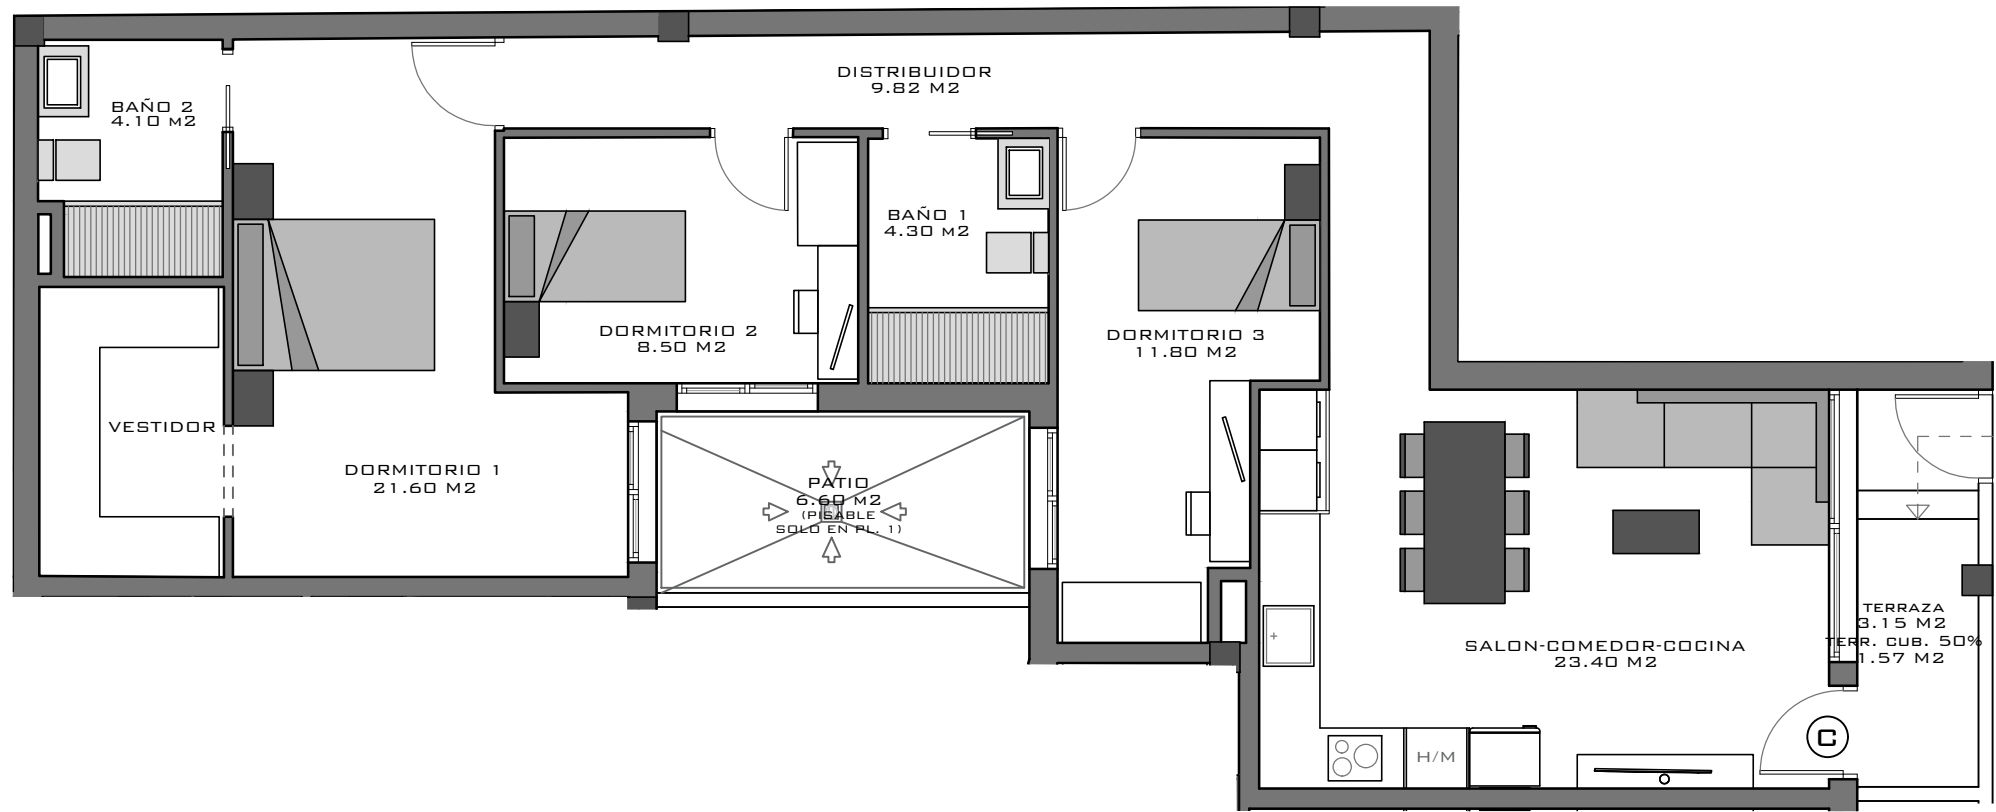 DISTRIBUIDOR
9.82 M2
BAÑO 2
4.10 M2
BAÑO 1
4.30 M2
DORMITORIO 2
8.50 M2
DORMITORIO 3
11.80 M2
VESTIDOR
DORMITORIO 1
21.60 M2
PATIO
6.60 M2
(PISABLE
SOLO EN PL. 1)
SALON-COMEDOR-COCINA
23.40 M2
TERRAZA
3.15 M2
TERR. CUB. 50%
1.57 M2
C
H/M